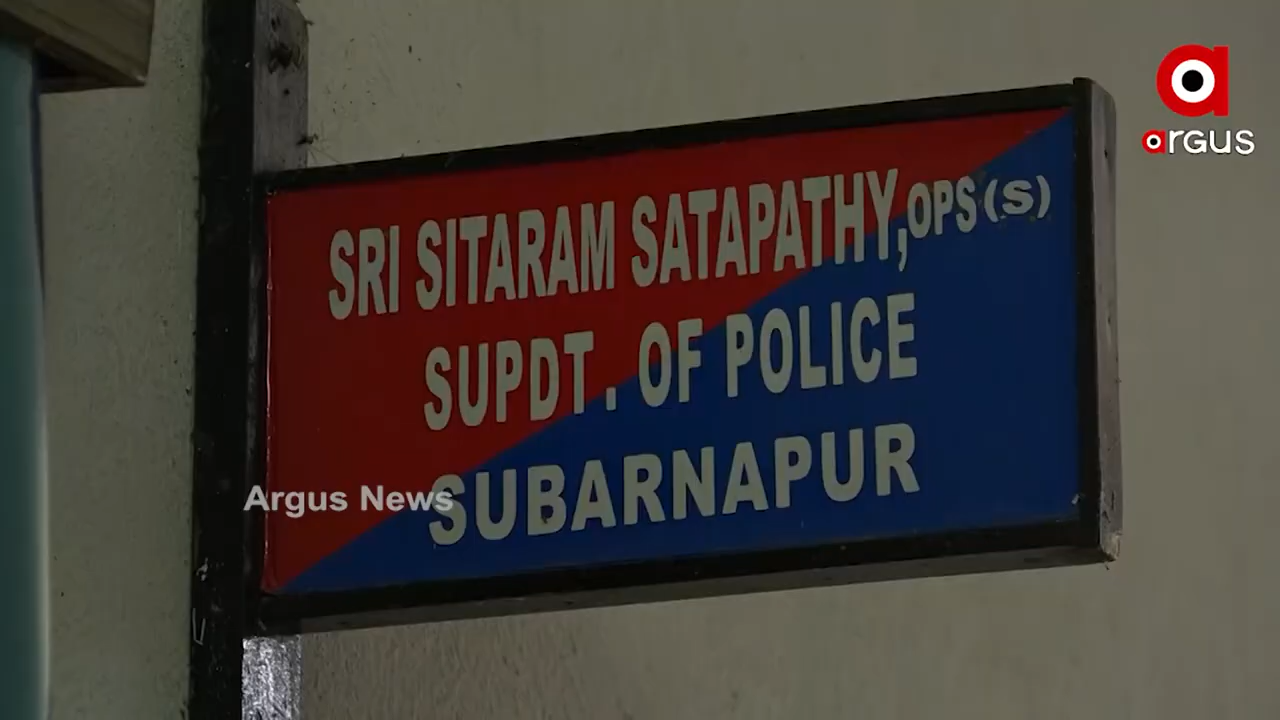 SRI SITARAM SATAPATHY, OPS (S)
SUPDT. OF POLICE
SUBARNAPUR
Argus News
a
argus